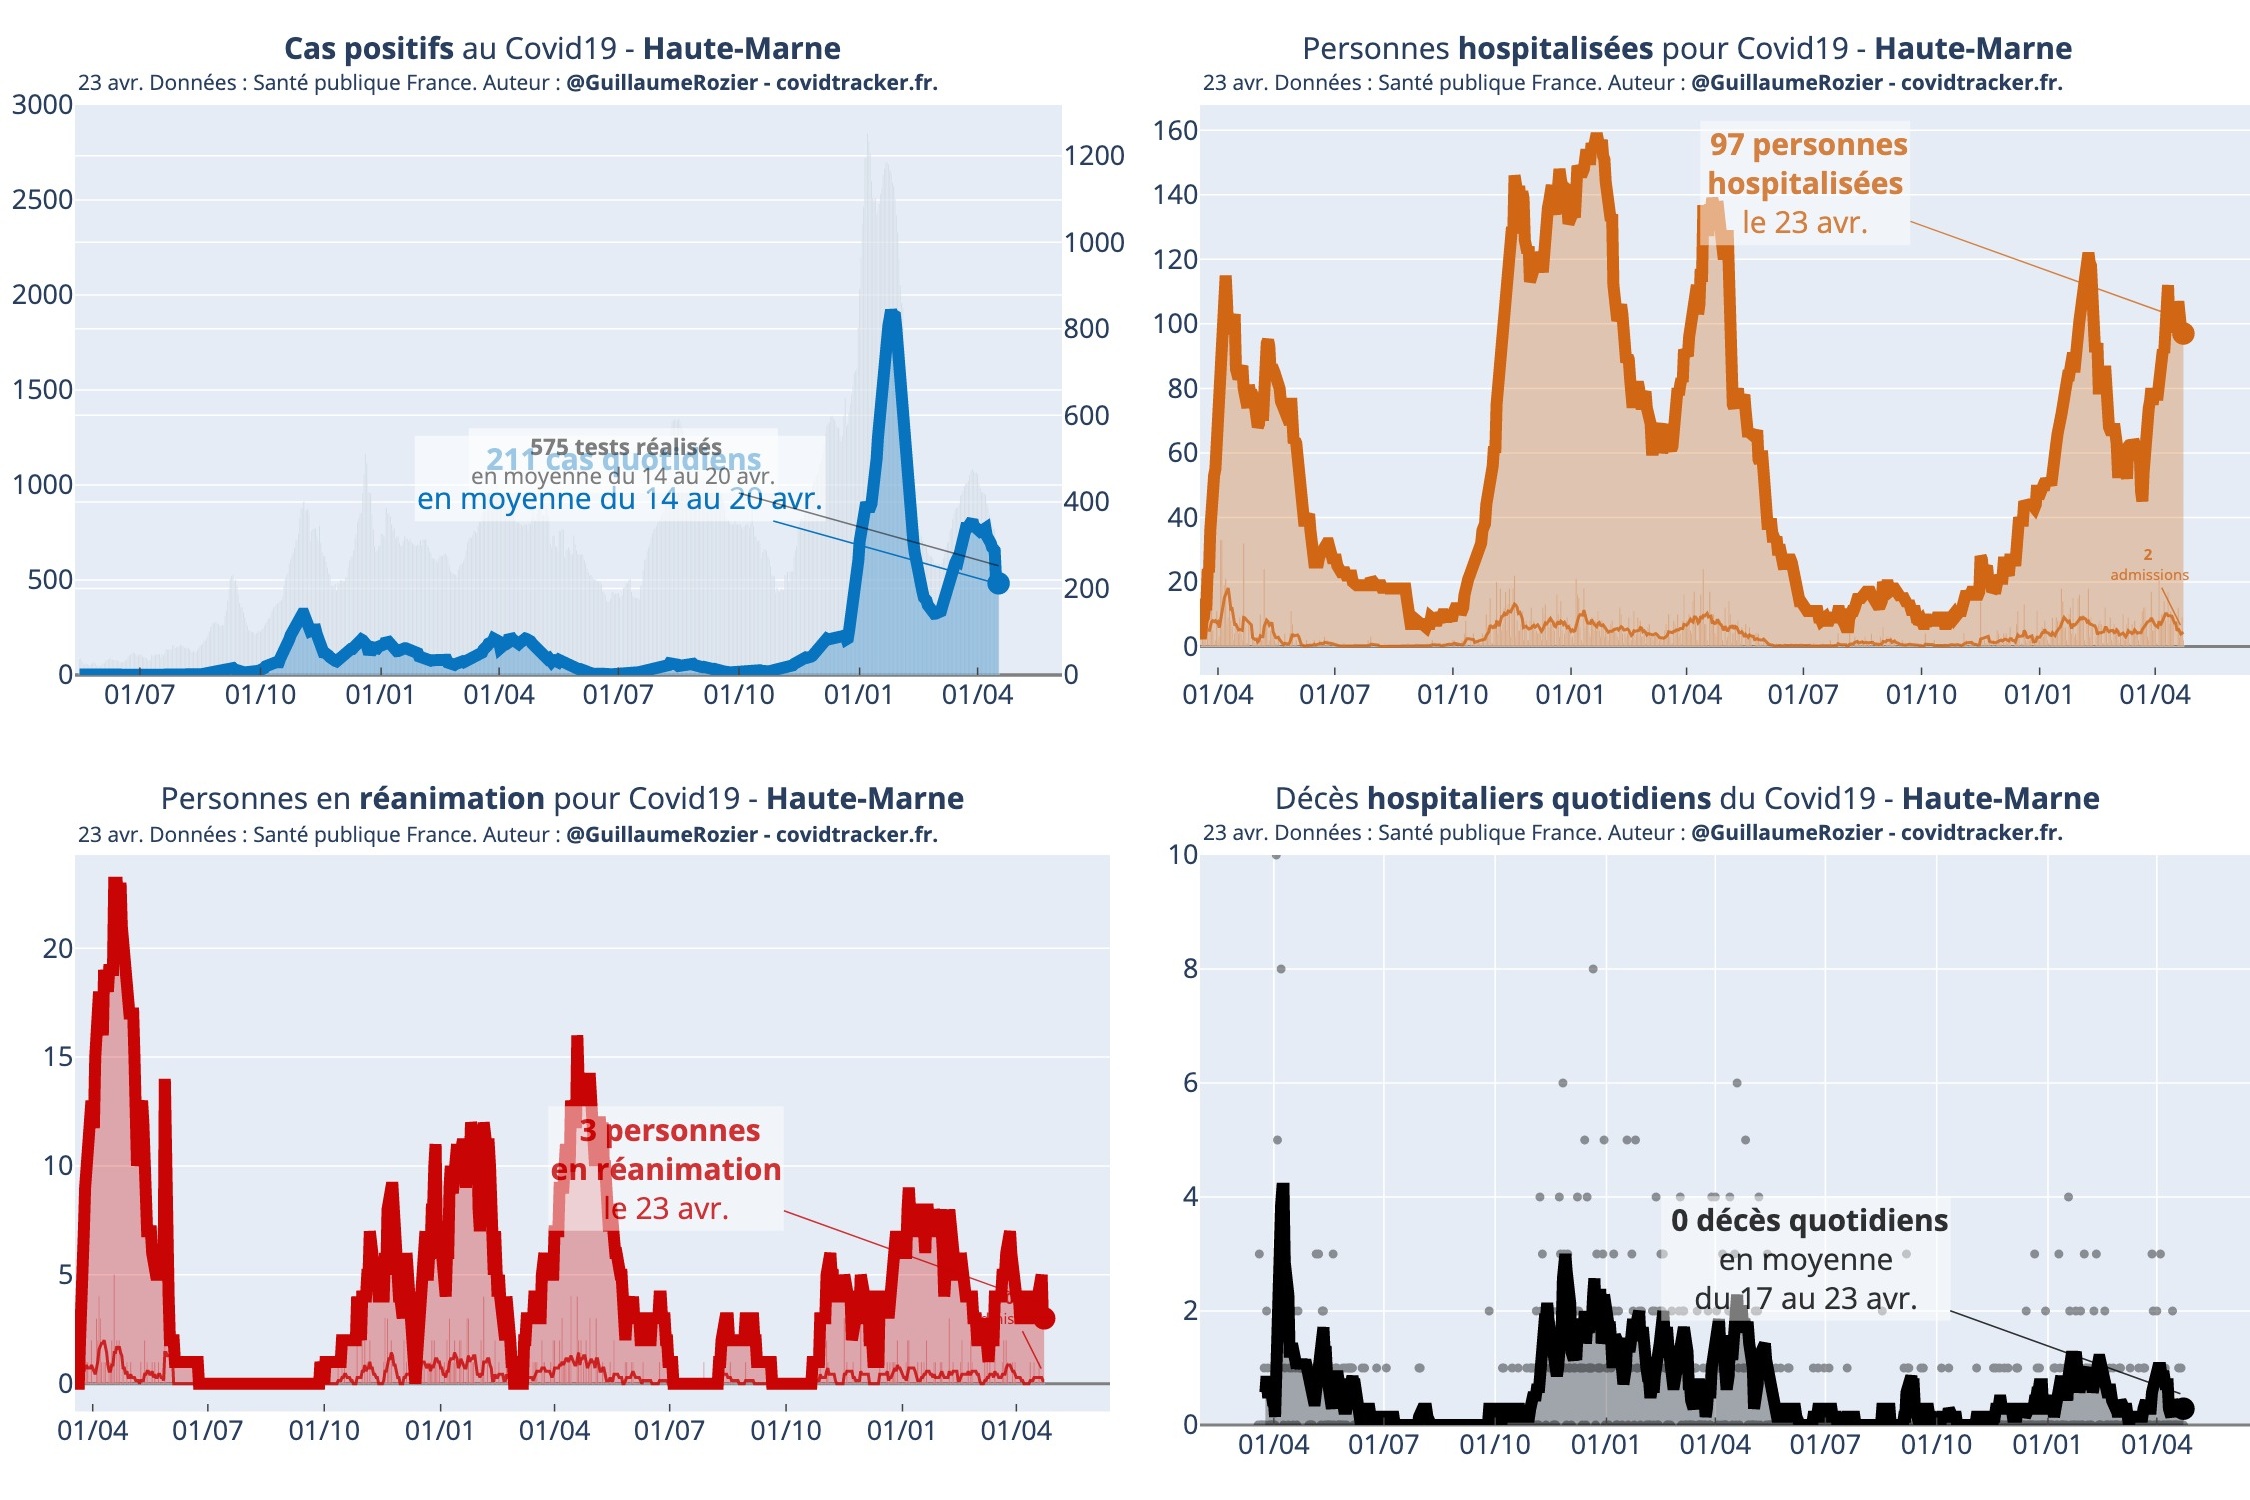 Cas positifs au Covid19 - Haute-Marne
23 avr. Données : Santé publique France. Auteur : @GuillaumeRozier - covidtracker.fr.
3000
2500
2000
1500
1000
500
0
1200
1000
800
600
400
200
0
575 tests réalisés
211 cas quotidiens
en moyenne du 14 au 20 avr.
en moyenne du 14 au 20 avr.
01/07 01/10 01/01 01/04 01/07 01/10 01/01 01/04
Personnes hospitalisées pour Covid19 - Haute-Marne
23 avr. Données : Santé publique France. Auteur : @GuillaumeRozier - covidtracker.fr.
160
140
120
100
80
60
40
20
0
97 personnes
hospitalisées
le 23 avr.
2
admissions
01/04 01/07 01/10 01/01 01/04 01/07 01/10 01/01 01/04
Personnes en réanimation pour Covid19 - Haute-Marne
23 avr. Données : Santé publique France. Auteur : @GuillaumeRozier - covidtracker.fr.
20
15
10
5
0
3 personnes
en réanimation
le 23 avr.
01/04 01/07 01/10 01/01 01/04 01/07 01/10 01/01 01/04
Décès hospitaliers quotidiens du Covid19 - Haute-Marne
23 avr. Données : Santé publique France. Auteur : @GuillaumeRozier - covidtracker.fr.
10
8
6
4
2
0
0 décès quotidiens
en moyenne
du 17 au 23 avr.
01/04 01/07 01/10 01/01 01/04 01/07 01/10 01/01 01/04